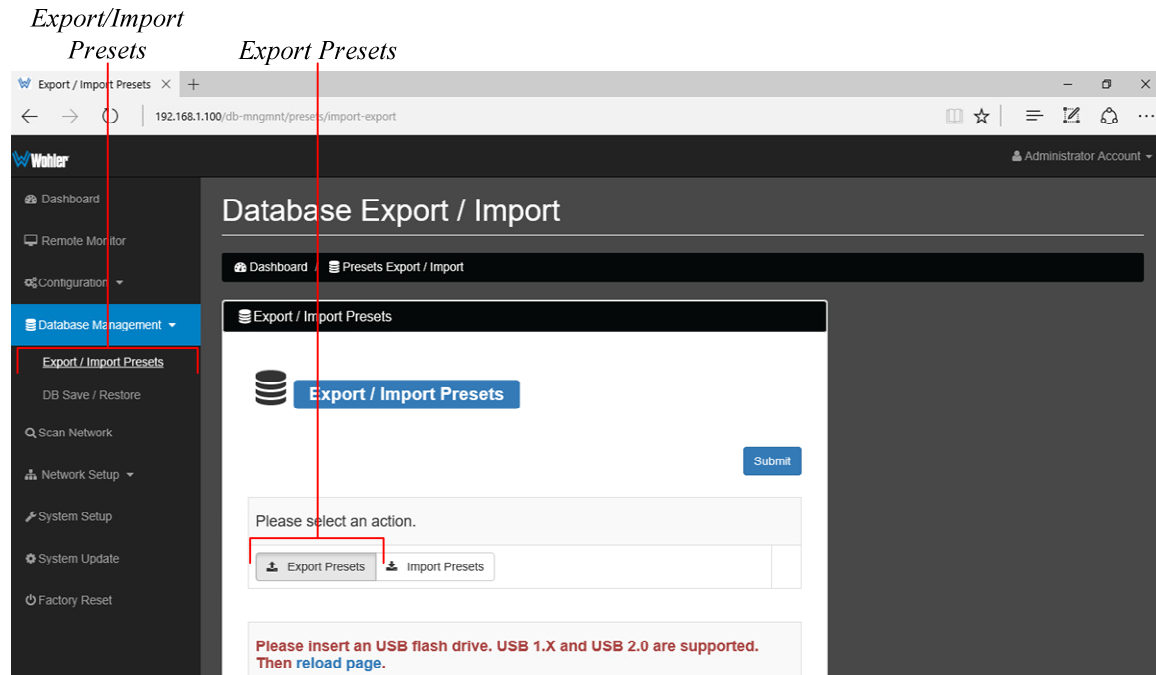 Export/Import
Presets
Export Presets
Export / Import Presets
192.168.1.100/db-mngmnt/presets/import-export
Wohler
Administrator Account
Dashboard
Remote Monitor
Configuration
Database Management
Export / Import Presets
DB Save / Restore
Scan Network
Network Setup
System Setup
System Update
Factory Reset
Database Export / Import
Dashboard / Presets Export / Import
Export / Import Presets
Export / Import Presets
Submit
Please select an action.
Export Presets Import Presets
Please insert an USB flash drive. USB 1.X and USB 2.0 are supported.
Then reload page.